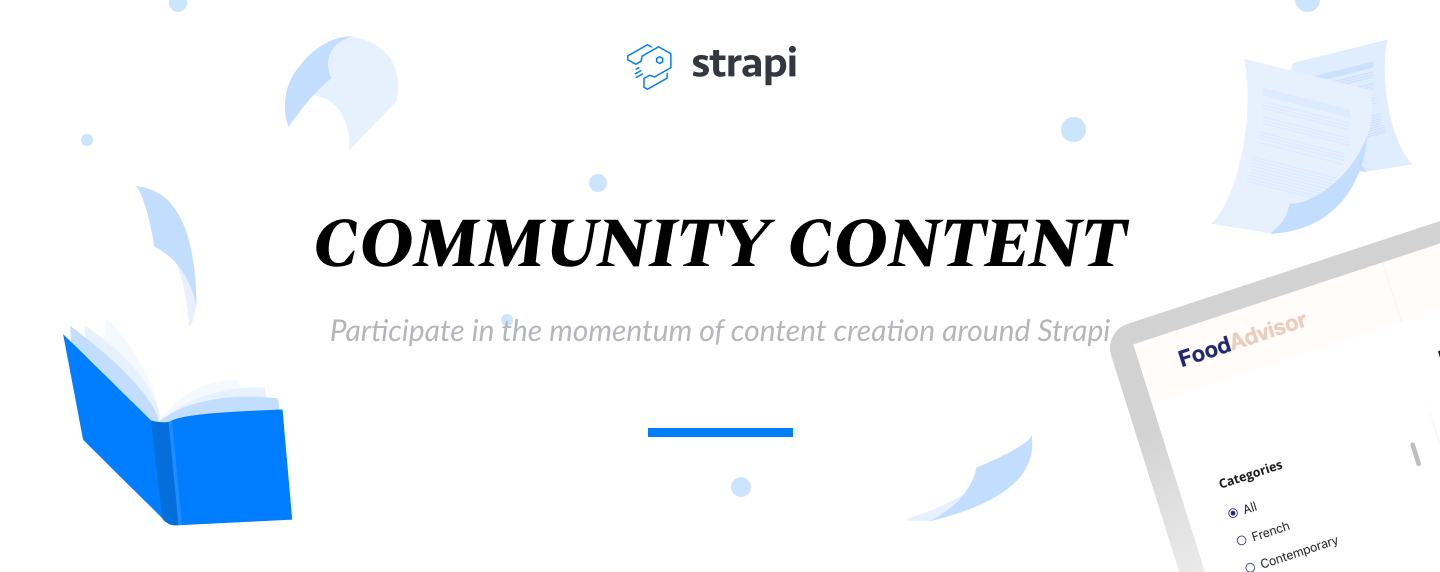 strapi
COMMUNITY CONTENT
Participate in the momentum of content creation around Strapi
FoodAdvisor
Categories
All
French
Contemporary